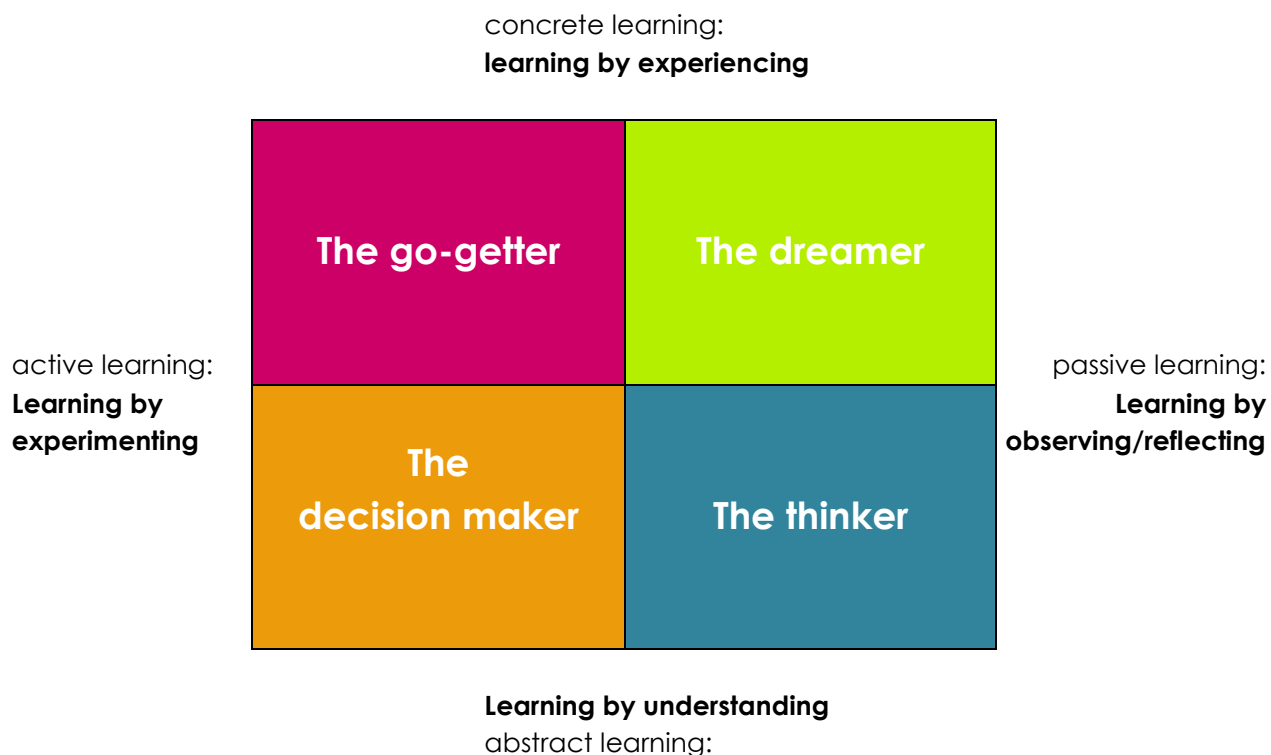 concrete learning:
learning by experiencing
The go-getter
The dreamer
active learning:
Learning by
experimenting
passive learning:
Learning by
observing/reflecting
The
decision maker
The thinker
Learning by understanding
abstract learning: